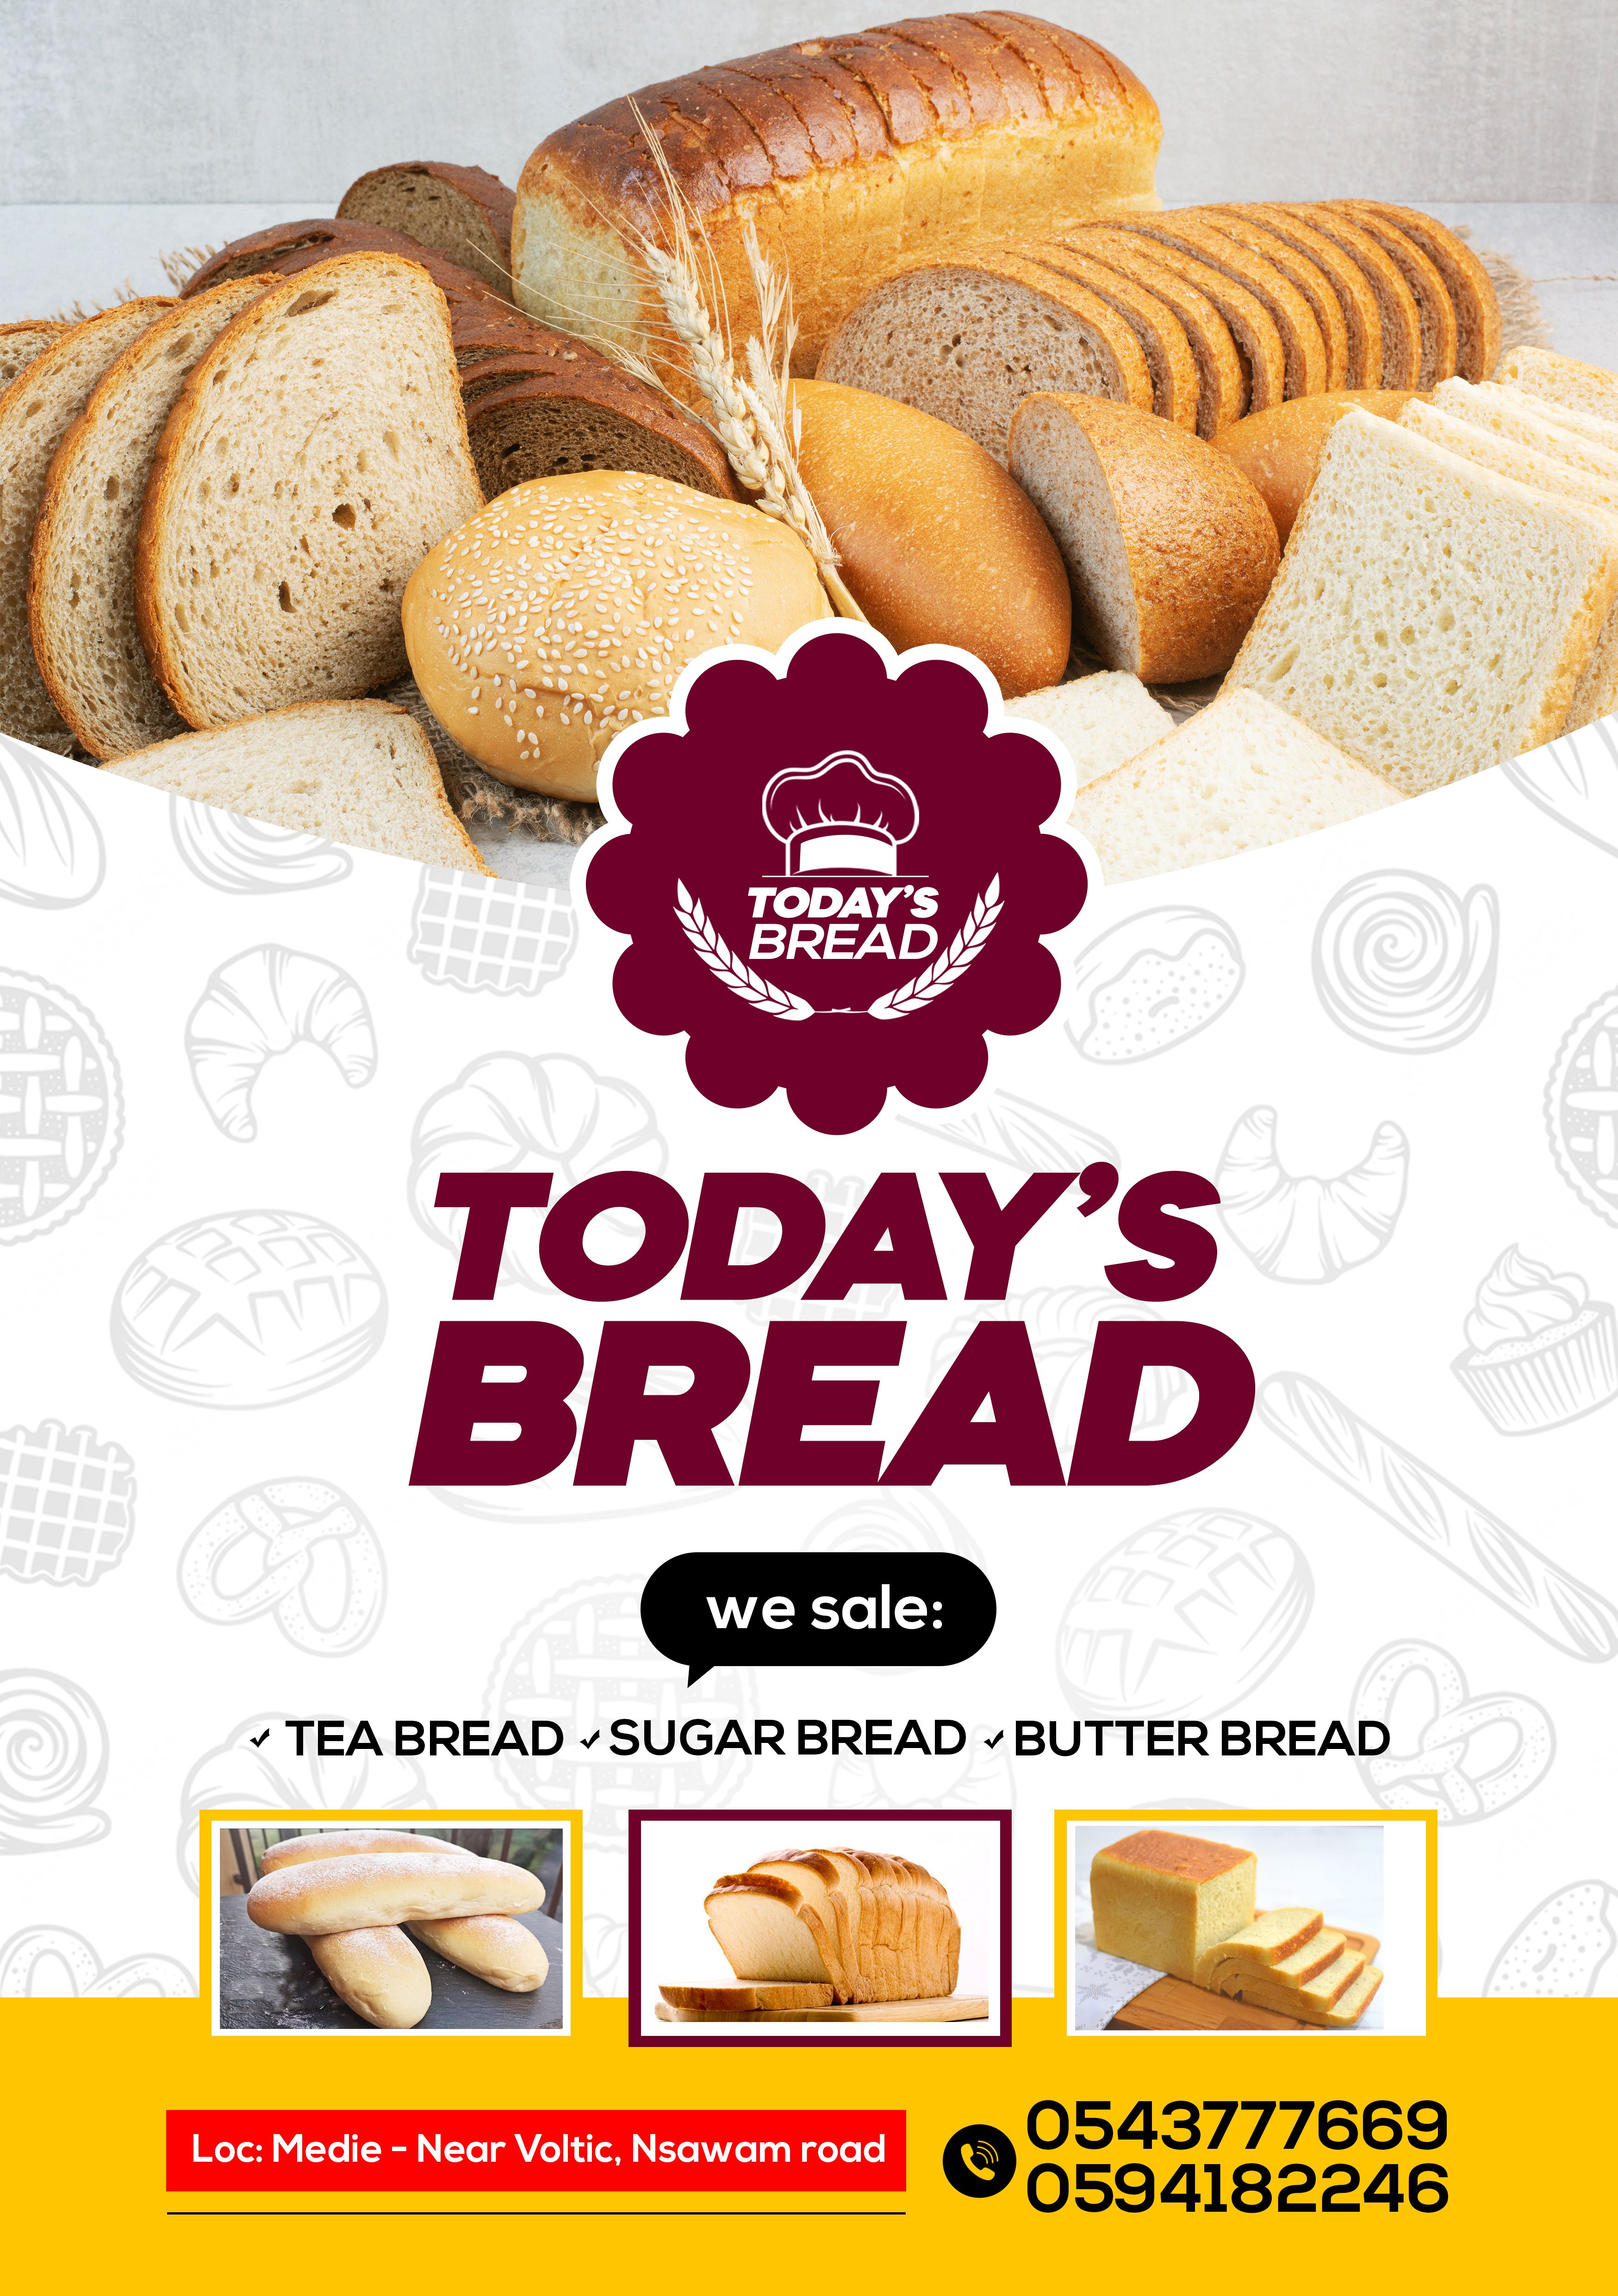 TODAY'S
BREAD
TODAY'S
BREAD
we sale:
TEA BREAD SUGAR BREAD BUTTER BREAD
Loc: Medie - Near Voltic, Nsawam road
0543777669
0594182246